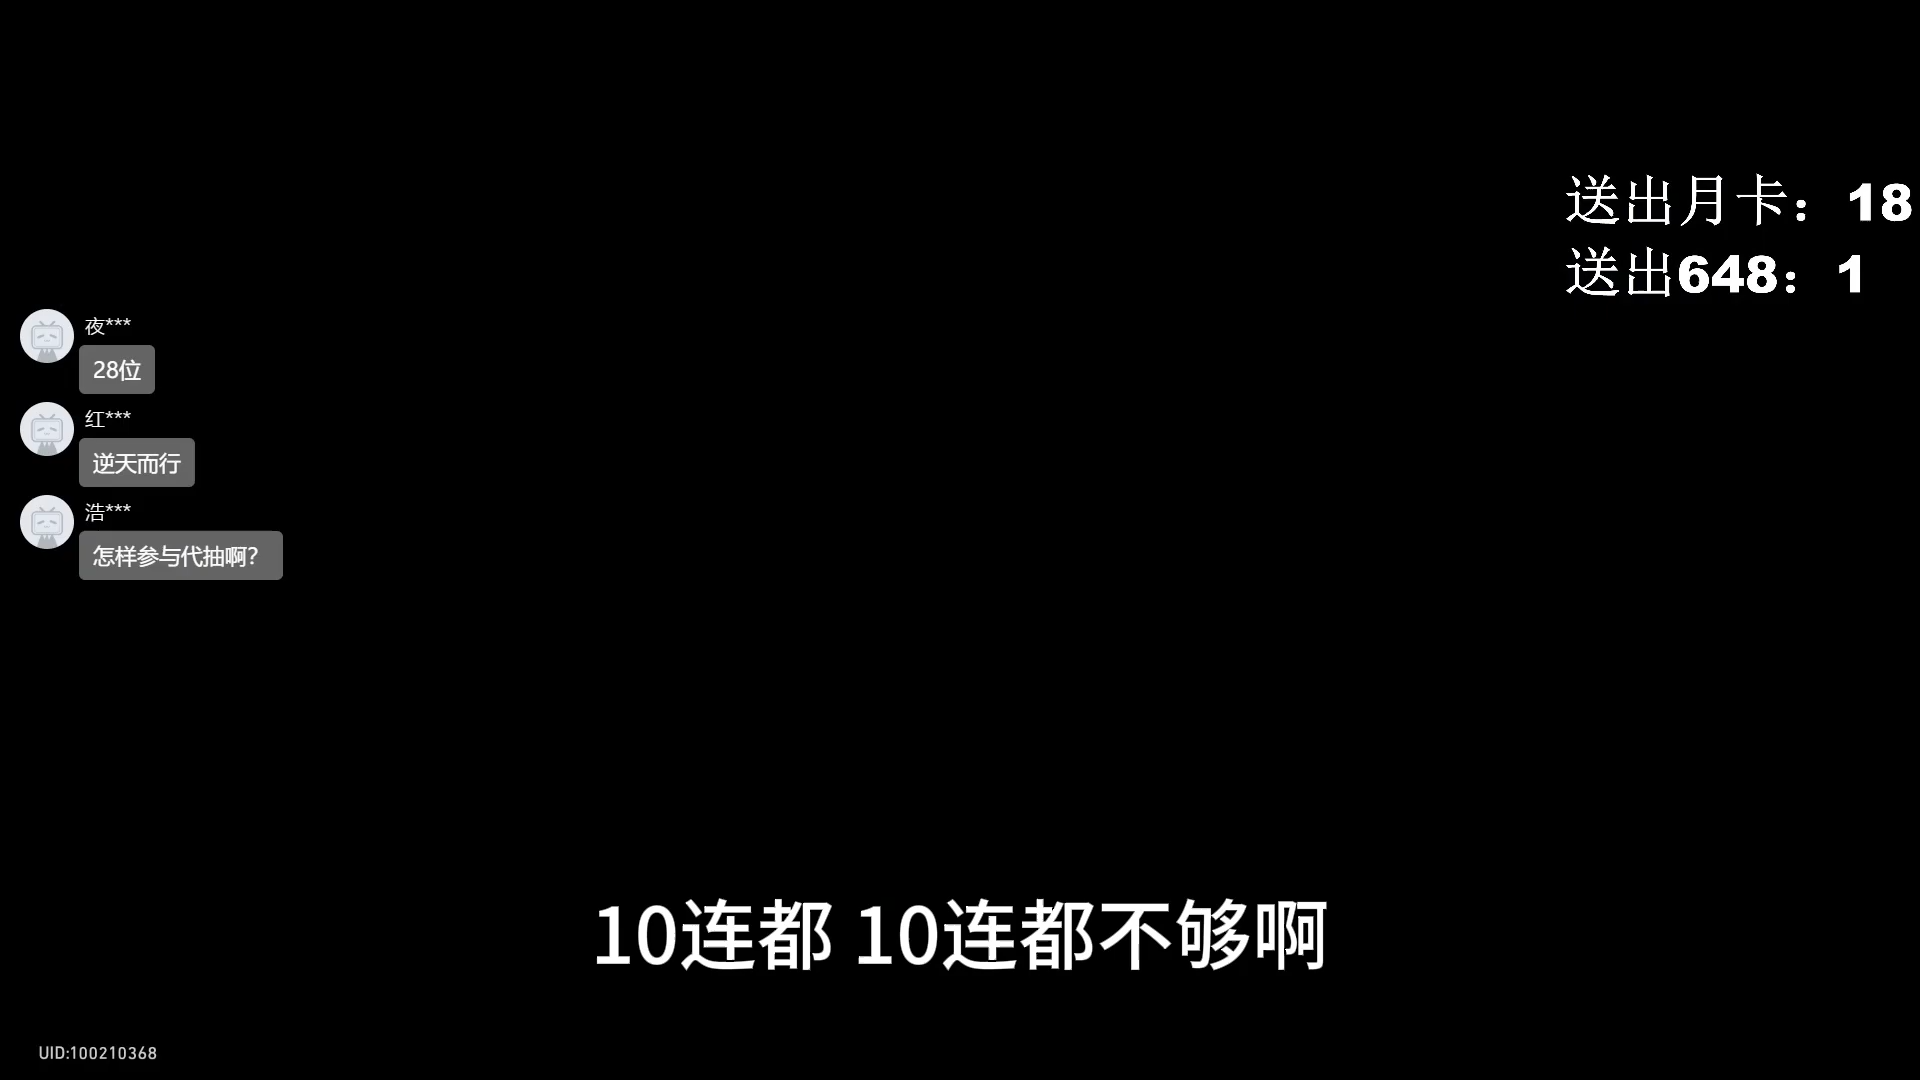 送出月卡：18
送出648：1
夜***
28位
红***
逆天而行
浩***
怎样参与代抽啊？
10连都 10连都不够啊
UID:100210368